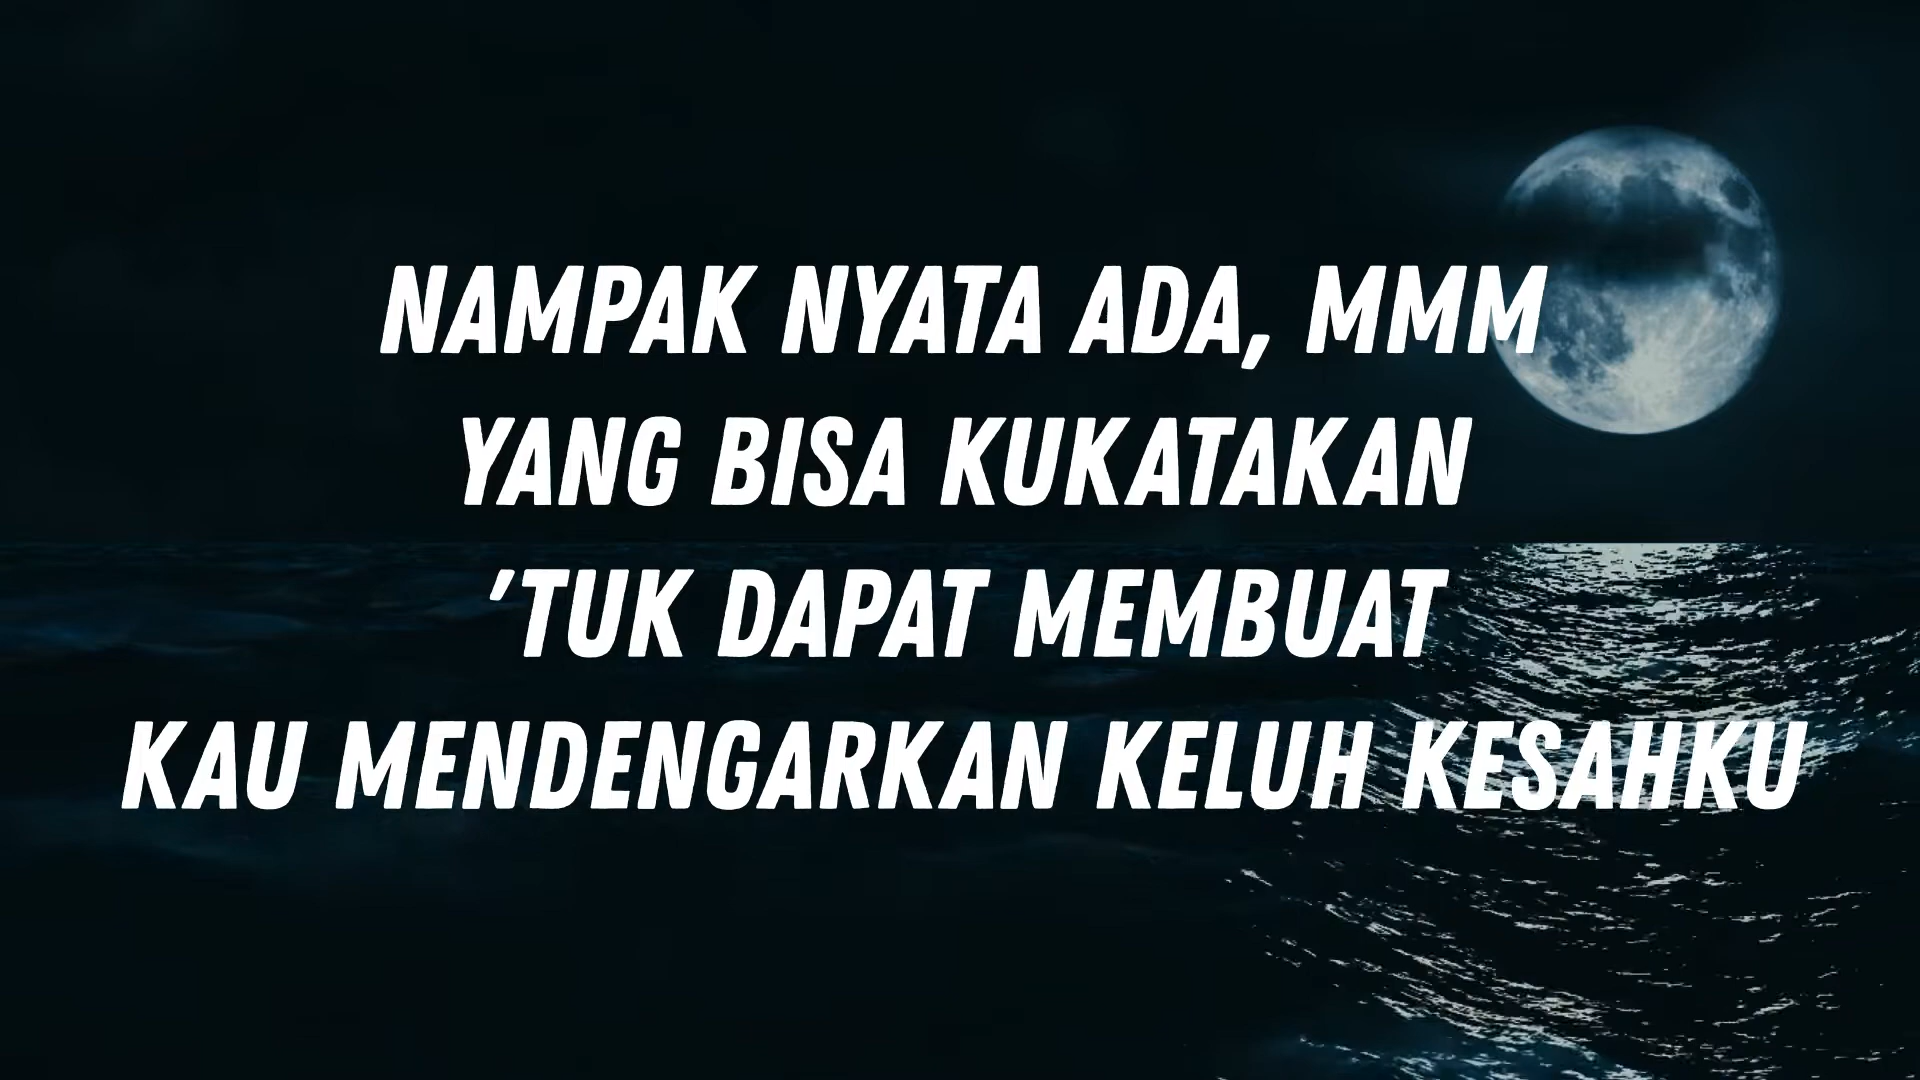 NAMPAK NYATA ADA, MMM
YANG BISA KUKATAKAN
'TUK DAPAT MEMBUAT
KAU MENDENGARKAN KELUH KESAHKU